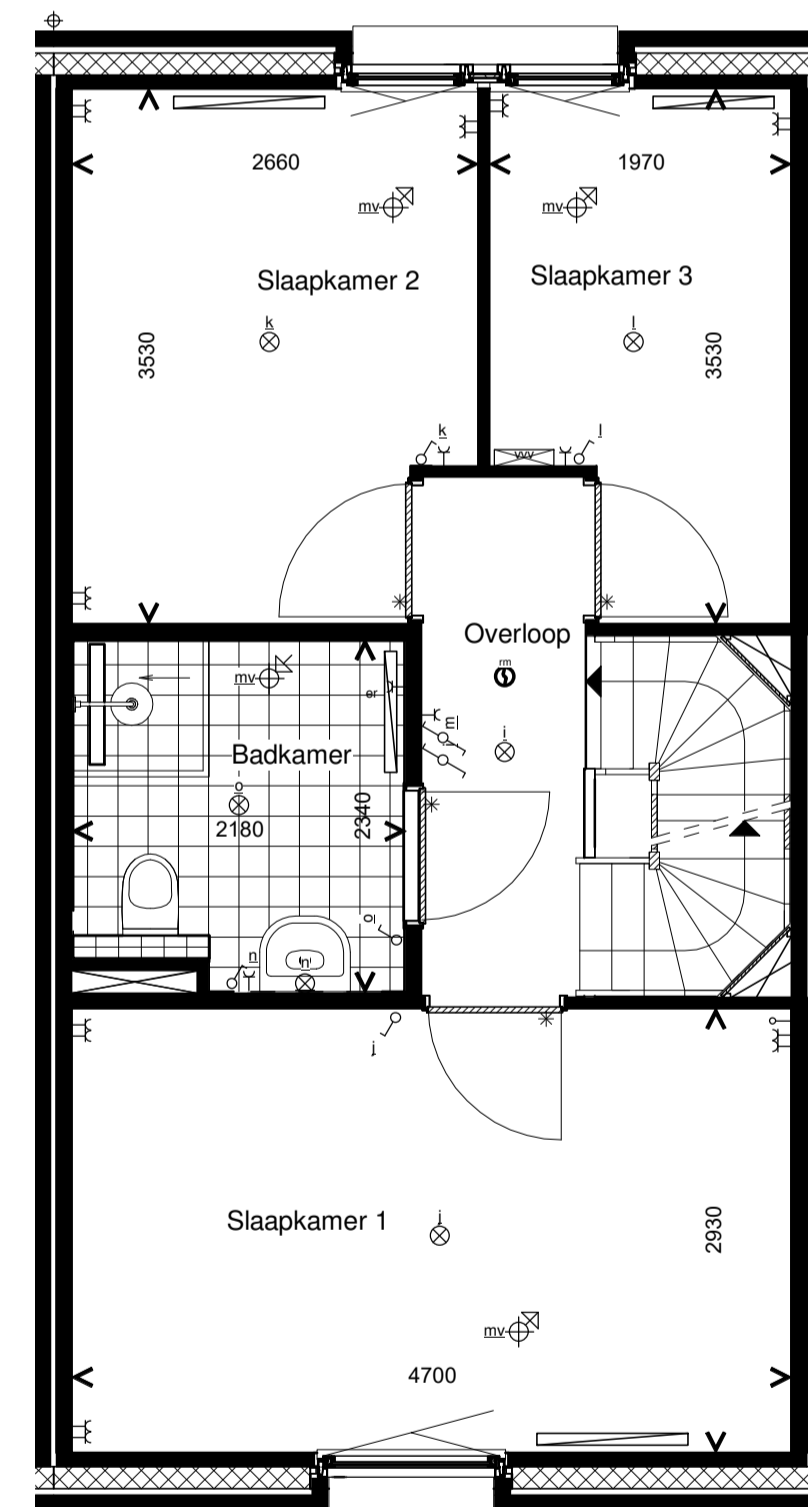 2660
1970
mv
mv
Slaapkamer 2
Slaapkamer 3
k
l
3530
3530
k
l
vvv
Overloop
rm
mv
er
m
i
i
Badkamer
o
2180
2340
o
n
n
j
Slaapkamer 1
j
2930
mv
4700